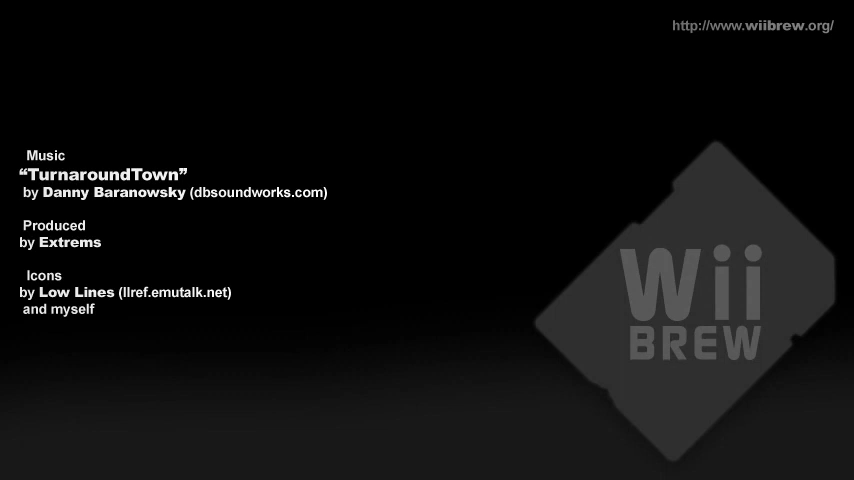 http://www.wiibrew.org/
Music
“TurnaroundTown”
by Danny Baranowsky (dbsoundworks.com)
Produced
by Extrems
Icons
by Low Lines (llref.emutalk.net)
and myself
Wii
BREW